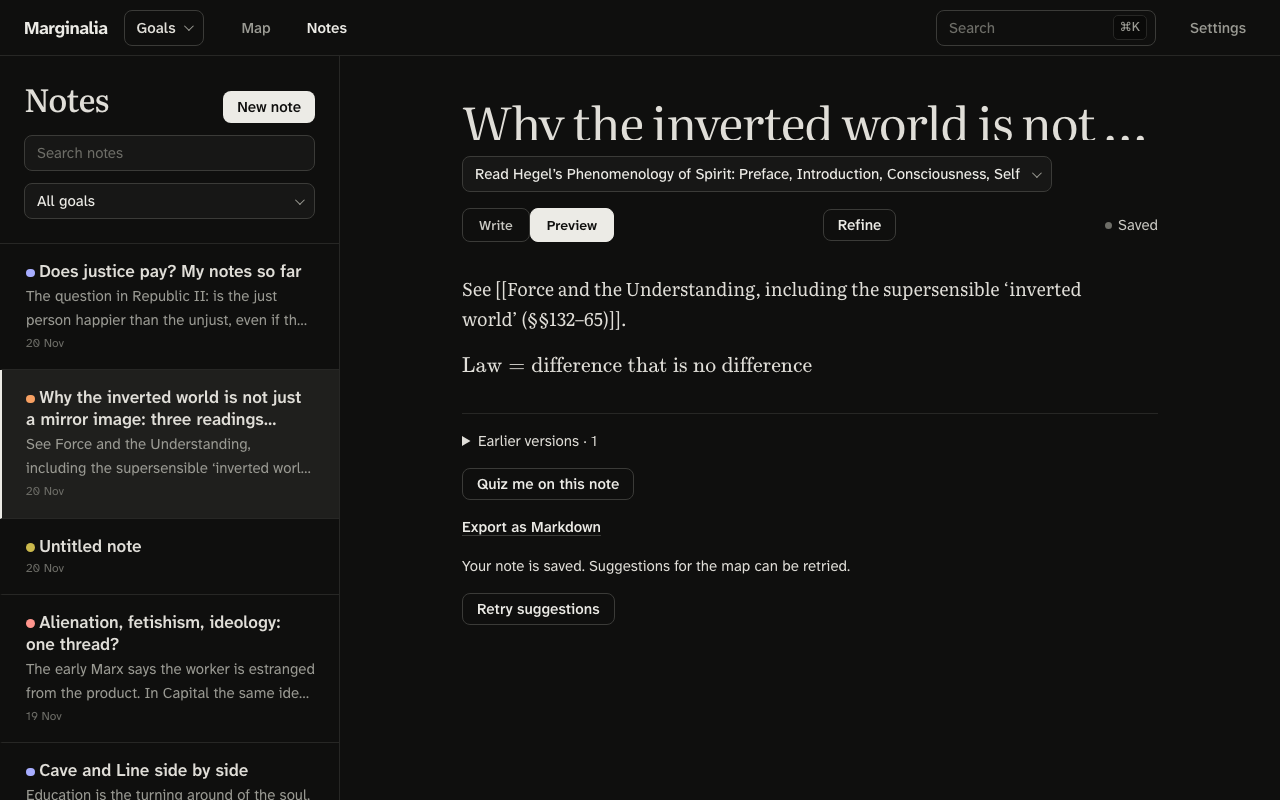 Marginalia
Goals
Map
Notes
Search
⌘K
Settings
Notes
New note
Search notes
All goals
Does justice pay? My notes so far
The question in Republic II: is the just
person happier than the unjust, even if th...
20 Nov
Why the inverted world is not just
a mirror image: three readings...
See Force and the Understanding,
including the supersensible ‘inverted worl...
20 Nov
Untitled note
20 Nov
Alienation, fetishism, ideology:
one thread?
The early Marx says the worker is estranged
from the product. In Capital the same ide...
19 Nov
Cave and Line side by side
Education is the turning around of the soul,
Why the inverted world is not ...
Read Hegel’s Phenomenology of Spirit: Preface, Introduction, Consciousness, Self
Write
Preview
Refine
Saved
See [[Force and the Understanding, including the supersensible ‘inverted
world’ (§§132–65)]].
Law = difference that is no difference
Earlier versions · 1
Quiz me on this note
Export as Markdown
Your note is saved. Suggestions for the map can be retried.
Retry suggestions